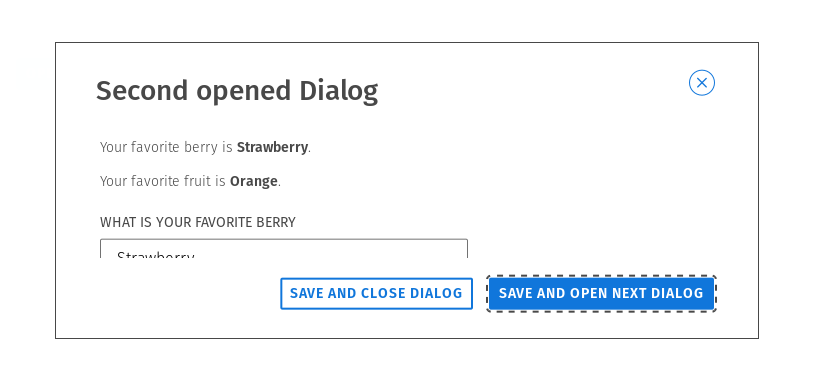 Second opened Dialog
Your favorite berry is Strawberry.
Your favorite fruit is Orange.
WHAT IS YOUR FAVORITE BERRY
Strawberry
SAVE AND CLOSE DIALOG
SAVE AND OPEN NEXT DIALOG